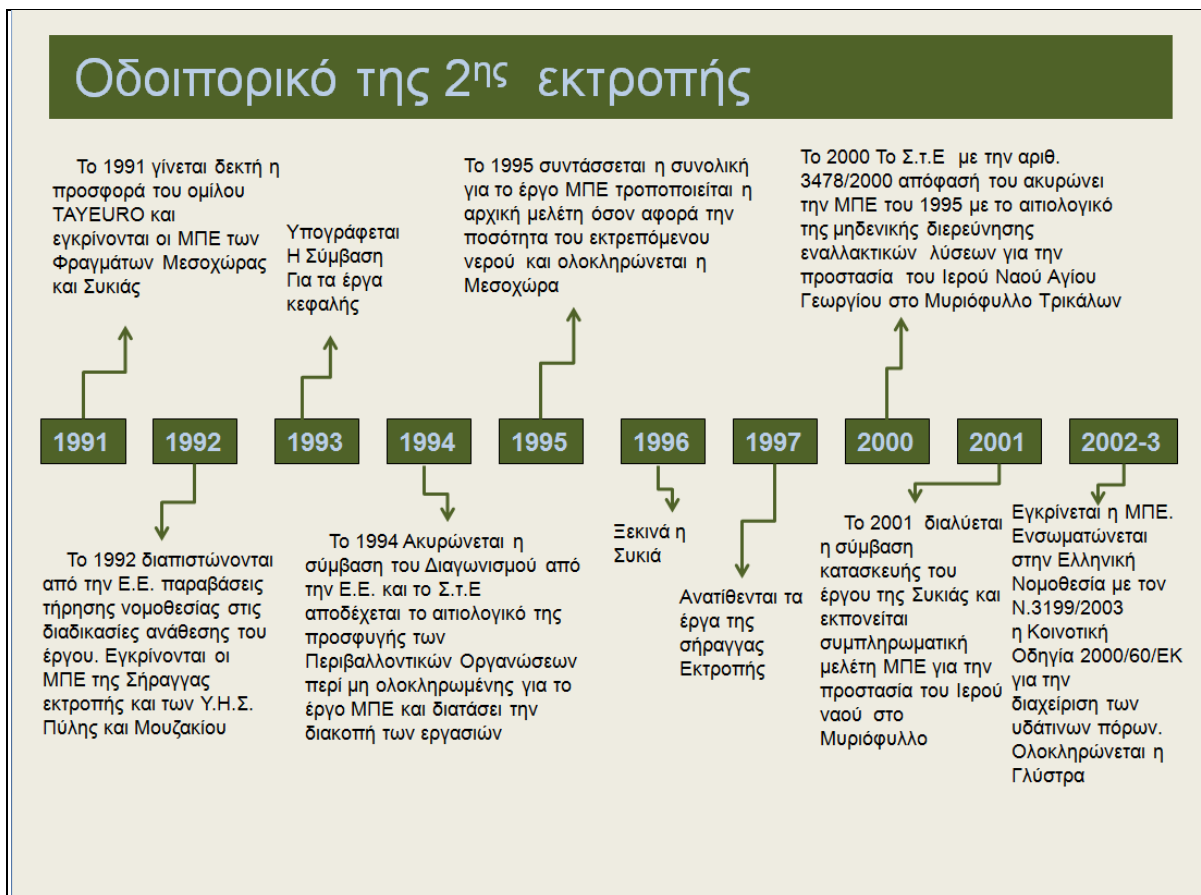 Οδοιπορικό της 2ης εκτροπής
Το 1991 γίνεται δεκτή η
προσφορά του ομίλου
TAYEURO και
εγκρίνονται οι ΜΠΕ των
Φραγμάτων Μεσοχώρας
και Συκιάς
Υπογράφεται
Η Σύμβαση
Για τα έργα
κεφαλής
Το 1995 συντάσσεται η συνολική
για το έργο ΜΠΕ τροποποιείται η
αρχική μελέτη όσον αφορά την
ποσότητα του εκτρεπόμενου
νερού και ολοκληρώνεται η
Μεσοχώρα
Το 2000 Το Σ.τ.Ε με την αριθ.
3478/2000 απόφασή του ακυρώνει
την ΜΠΕ του 1995 με το αιτιολογικό
της μηδενικής διερεύνησης
εναλλακτικών λύσεων για την
προστασία του Ιερού Ναού Αγίου
Γεωργίου στο Μυριόφυλλο Τρικάλων
1991
1992
1993
1994
1995
1996
1997
2000
2001
2002-3
Το 1992 διαπιστώνονται
από την Ε.Ε. παραβάσεις
τήρησης νομοθεσίας στις
διαδικασίες ανάθεσης του
έργου. Εγκρίνονται οι
ΜΠΕ της Σήραγγας
εκτροπής και των Υ.Η.Σ.
Πύλης και Μουζακίου
Το 1994 Ακυρώνεται η
σύμβαση του Διαγωνισμού από
την Ε.Ε. και το Σ.τ.Ε
αποδέχεται το αιτιολογικό της
προσφυγής των
Περιβαλλοντικών Οργανώσεων
περί μη ολοκληρωμένης για το
έργο ΜΠΕ και διατάσει την
διακοπή των εργασιών
Ξεκινά η
Συκιά
Ανατίθενται τα
έργα της
σήραγγας
Εκτροπής
Το 2001 διαλύεται
η σύμβαση
κατασκευής του
έργου της Συκιάς και
εκπονείται
συμπληρωματική
μελέτη ΜΠΕ για την
προστασία του Ιερού
ναού στο
Μυριόφυλλο
Εγκρίνεται η ΜΠΕ.
Ενσωματώνεται
στην Ελληνική
Νομοθεσία με τον
Ν.3199/2003
η Κοινοτική
Οδηγία 2000/60/ΕΚ
για την
διαχείριση των
υδάτινων πόρων.
Ολοκληρώνεται η
Γλύστρα